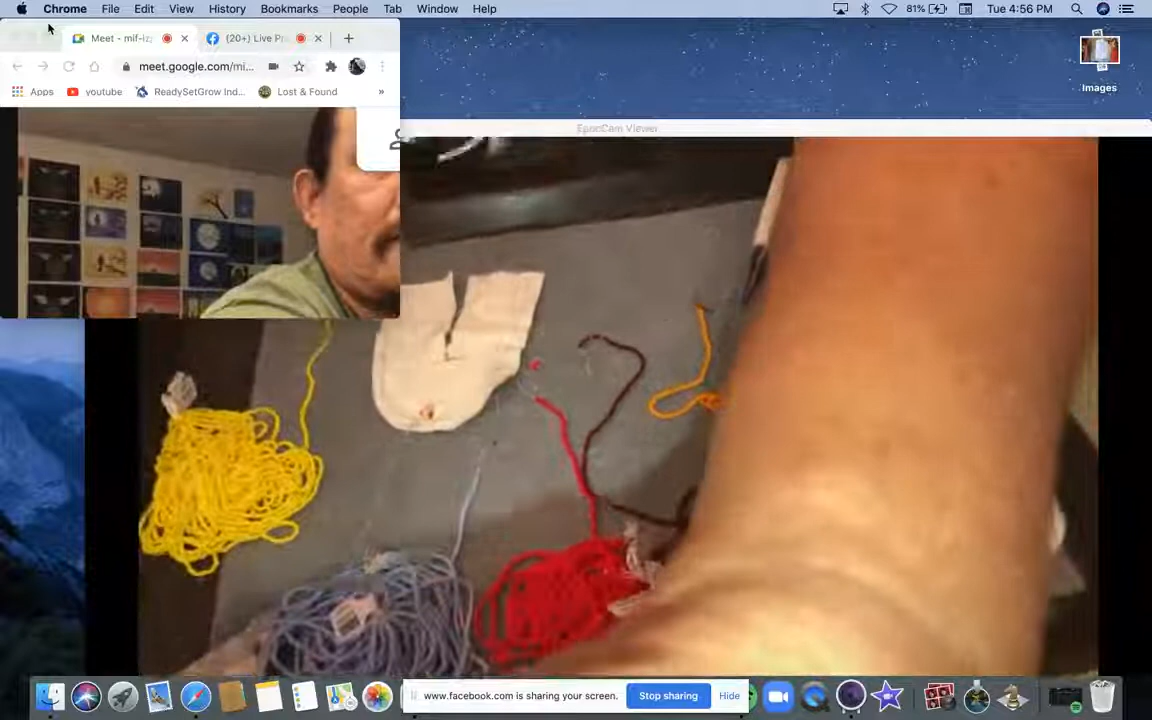 Chrome File Edit View History Bookmarks People Tab Window Help 81% Tue 4:56 PM
Meet - mif-iz (20+) Live Pr
meet.google.com/mi...
Apps youtube ReadySetGrow Ind... Lost & Found »
Images
EpocCam Viewer
www.facebook.com is sharing your screen. Stop sharing Hide